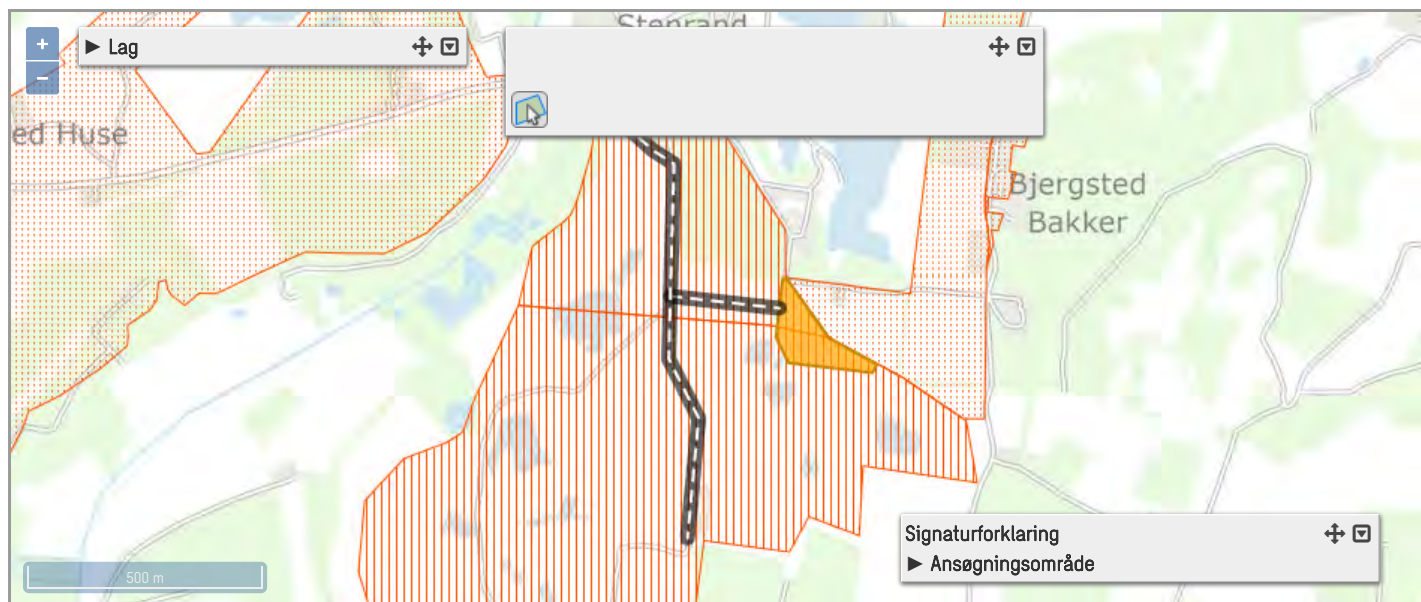 Stenrand
+
► Lag
−
ed Huse
Bjergsted
Bakker
Signaturforklaring
► Ansøgningsområde
500 m